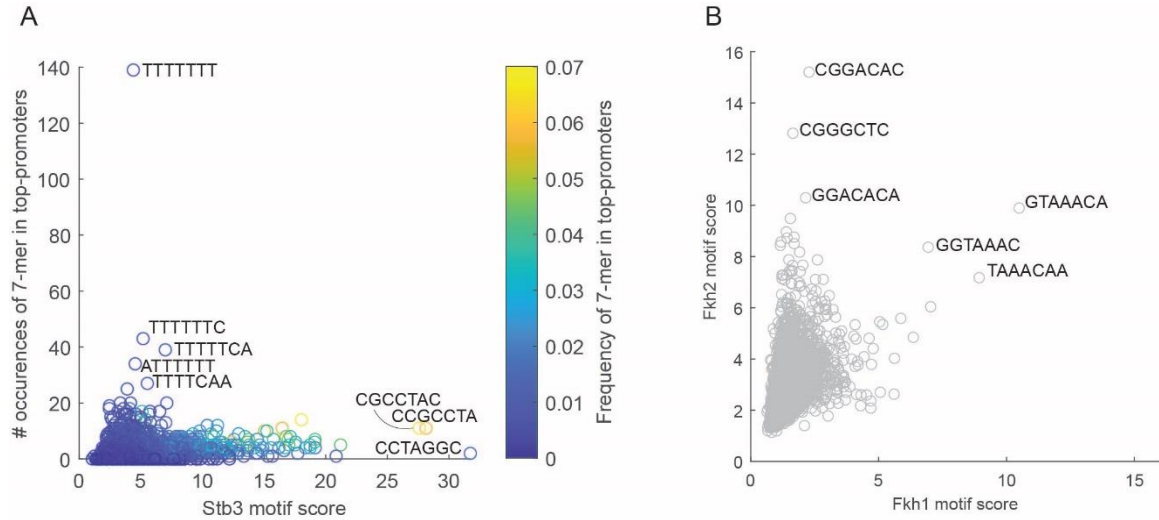 A
# occurences of 7-mer in top-promoters
140
120
100
80
60
40
20
0
TTTTTTT
TTTTTTC
TTTTTCA
ATTTTTT
TTTTCAA
CGCCTAC
CCGCCTA
CCTAGGC
0
5
10
15
20
25
30
Stb3 motif score
0.07
0.06
0.05
0.04
0.03
0.02
0.01
0
Frequency of 7-mer in top-promoters
B
Fkh2 motif score
16
14
12
10
8
6
4
2
0
CGGACAC
CGGGCTC
GGACACA
GTAAACA
GGTAAAC
TAAACAA
0
5
10
15
Fkh1 motif score